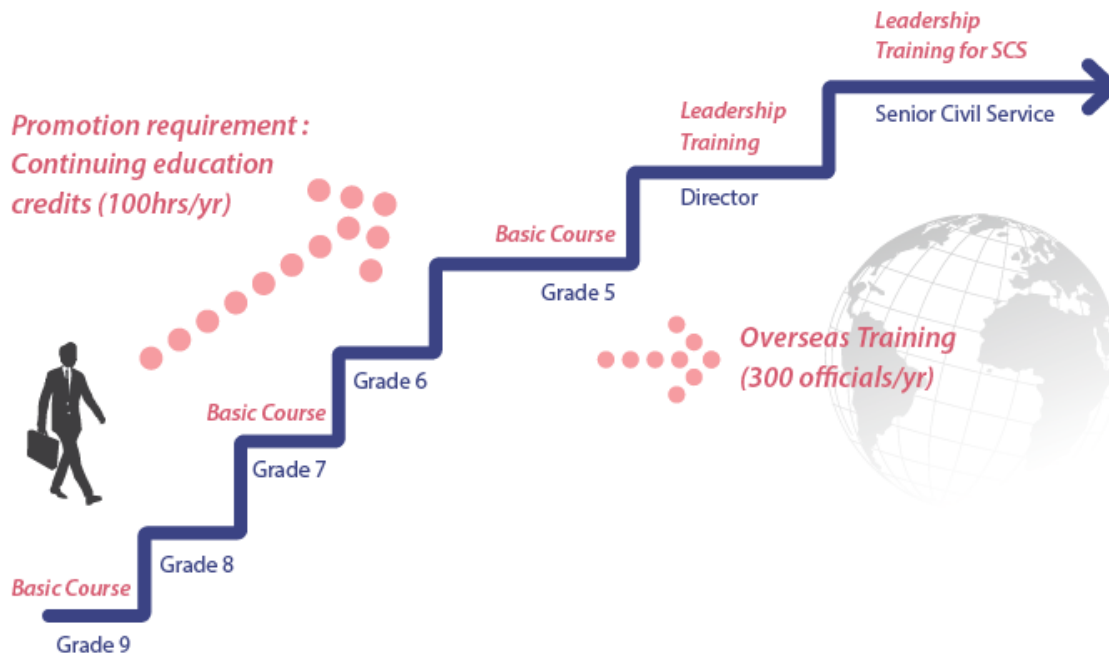 Leadership
Training for SCS
Senior Civil Service
Leadership
Training
Director
Promotion requirement :
Continuing education
credits (100hrs/yr)
Basic Course
Grade 5
Overseas Training
(300 officials/yr)
Grade 6
Basic Course
Grade 7
Grade 8
Basic Course
Grade 9